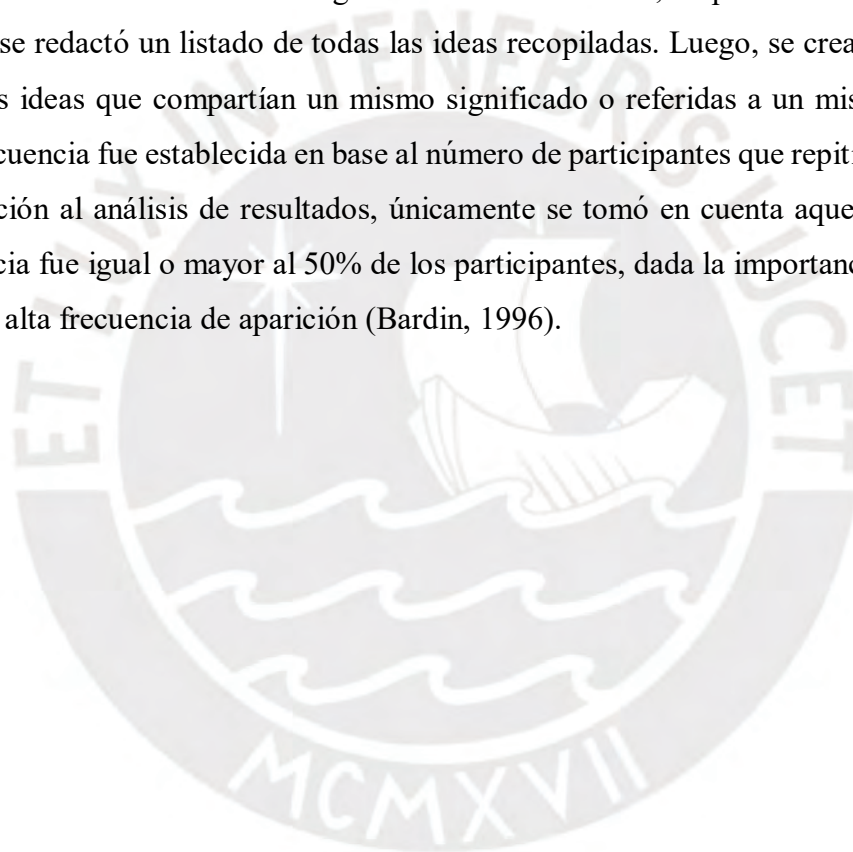 se redactó un listado de todas las ideas recopiladas. Luego, se crea
ideas que compartían un mismo significado o referidas a un mis
cuencia fue establecida en base al número de participantes que repiti
ción al análisis de resultados, únicamente se tomó en cuenta aque
cia fue igual o mayor al 50% de los participantes, dada la importanc
alta frecuencia de aparición (Bardin, 1996).
ET LUX IN TENEBRIS LUCET
MCMXVII